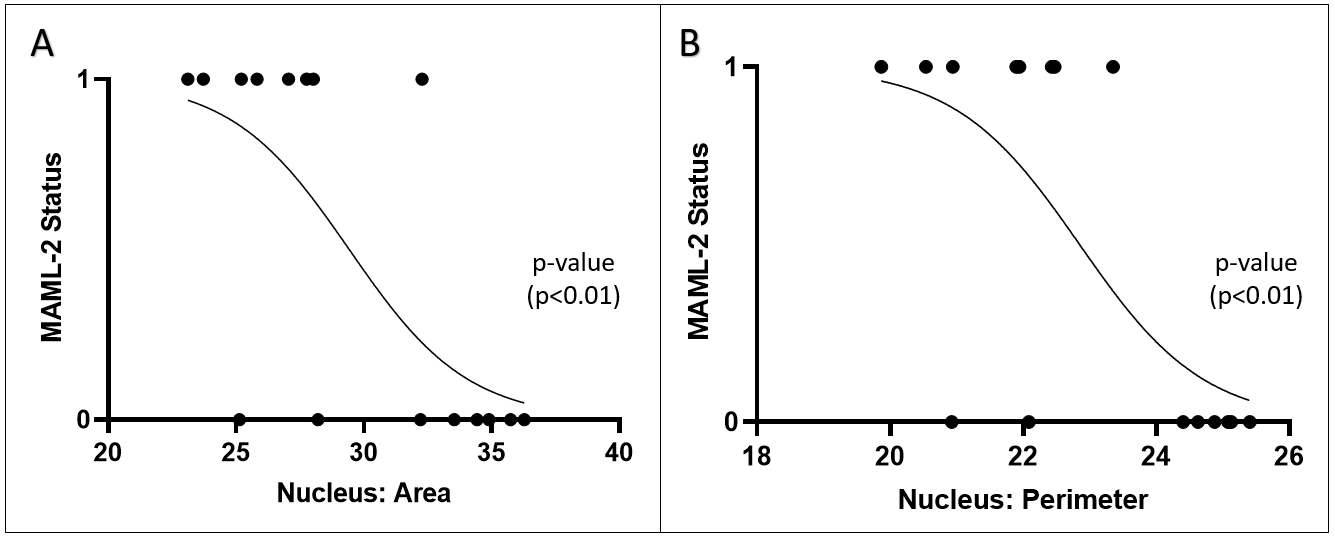 A
1
0
MAML-2 Status
20 25 30 35 40
Nucleus: Area
p-value
(p<0.01)
B
1
0
MAML-2 Status
18 20 22 24 26
Nucleus: Perimeter
p-value
(p<0.01)